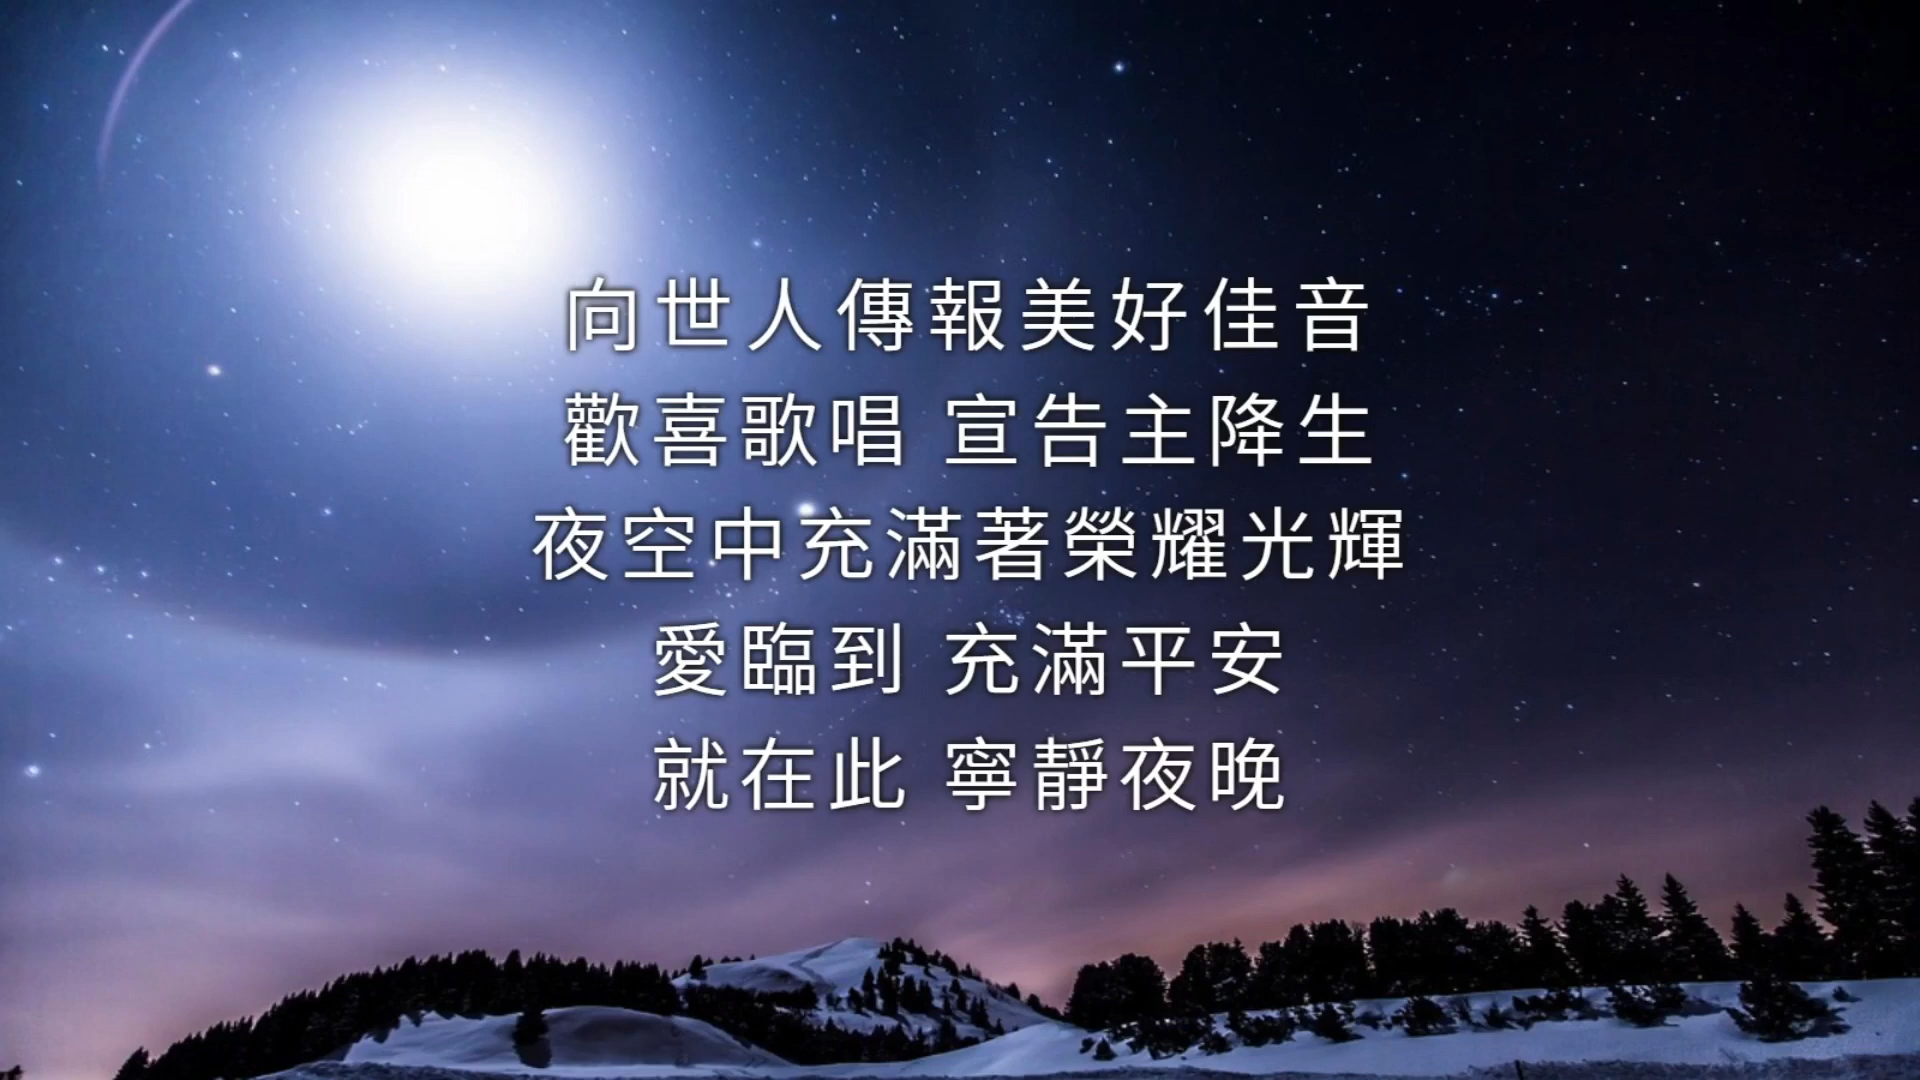 向世人傳報美好佳音
歡喜歌唱 宣告主降生
夜空中充滿著榮耀光輝
愛臨到 充滿平安
就在此 寧靜夜晚